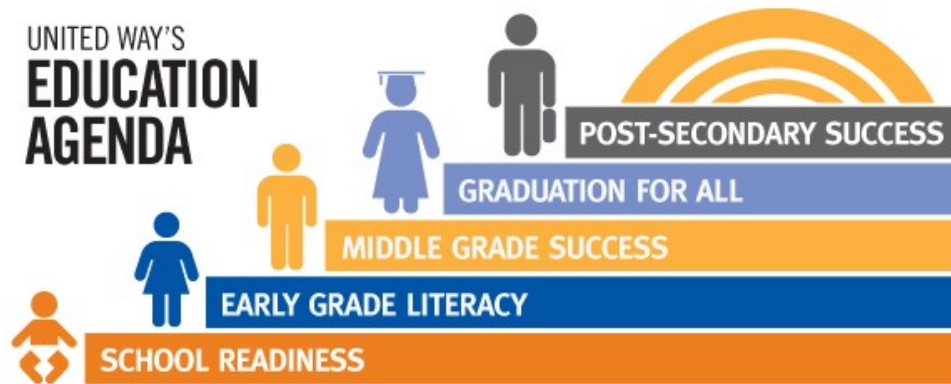 UNITED WAY'S
EDUCATION
AGENDA
POST-SECONDARY SUCCESS
GRADUATION FOR ALL
MIDDLE GRADE SUCCESS
EARLY GRADE LITERACY
SCHOOL READINESS